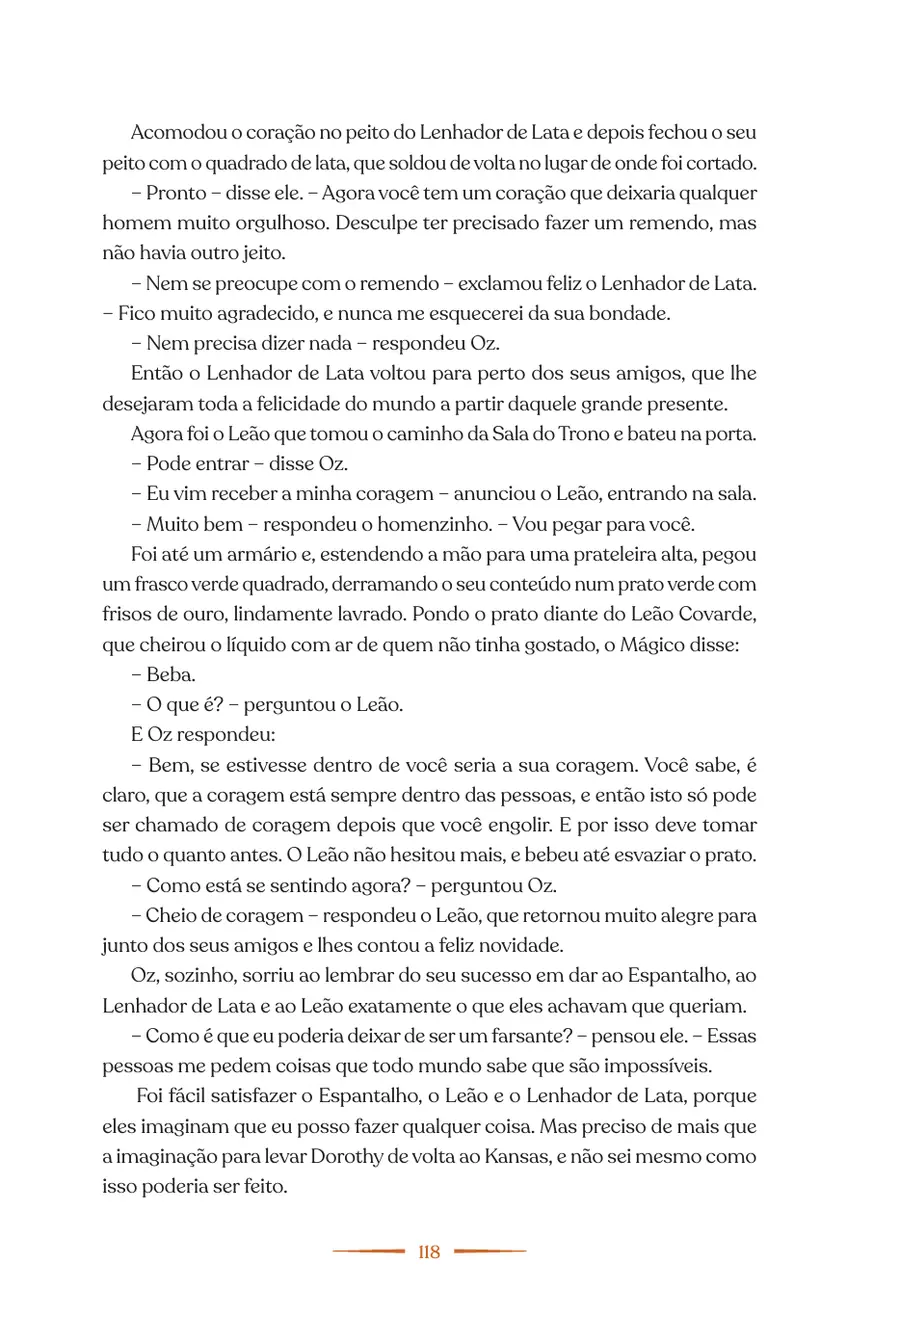 Acomodou o coração no peito do Lenhador de Lata e depois fechou o seu
peito com o quadrado de lata, que soldou de volta no lugar de onde foi cortado.
– Pronto – disse ele. – Agora você tem um coração que deixaria qualquer
homem muito orgulhoso. Desculpe ter precisado fazer um remendo, mas
não havia outro jeito.
– Nem se preocupe com o remendo – exclamou feliz o Lenhador de Lata.
– Fico muito agradecido, e nunca me esquecerei da sua bondade.
– Nem precisa dizer nada – respondeu Oz.
Então o Lenhador de Lata voltou para perto dos seus amigos, que lhe
desejaram toda a felicidade do mundo a partir daquele grande presente.
Agora foi o Leão que tomou o caminho da Sala do Trono e bateu na porta.
– Pode entrar – disse Oz.
– Eu vim receber a minha coragem – anunciou o Leão, entrando na sala.
– Muito bem – respondeu o homenzinho. – Vou pegar para você.
Foi até um armário e, estendendo a mão para uma prateleira alta, pegou
um frasco verde quadrado, derramando o seu conteúdo num prato verde com
frisos de ouro, lindamente lavrado. Pondo o prato diante do Leão Covarde,
que cheirou o líquido com ar de quem não tinha gostado, o Mágico disse:
– Beba.
– O que é? – perguntou o Leão.
E Oz respondeu:
– Bem, se estivesse dentro de você seria a sua coragem. Você sabe, é
claro, que a coragem está sempre dentro das pessoas, e então isto só pode
ser chamado de coragem depois que você engolir. E por isso deve tomar
tudo o quanto antes. O Leão não hesitou mais, e bebeu até esvaziar o prato.
– Como está se sentindo agora? – perguntou Oz.
– Cheio de coragem – respondeu o Leão, que retornou muito alegre para
junto dos seus amigos e lhes contou a feliz novidade.
Oz, sozinho, sorriu ao lembrar do seu sucesso em dar ao Espantalho, ao
Lenhador de Lata e ao Leão exatamente o que eles achavam que queriam.
– Como é que eu poderia deixar de ser um farsante? – pensou ele. – Essas
pessoas me pedem coisas que todo mundo sabe que são impossíveis.
Foi fácil satisfazer o Espantalho, o Leão e o Lenhador de Lata, porque
eles imaginam que eu posso fazer qualquer coisa. Mas preciso de mais que
a imaginação para levar Dorothy de volta ao Kansas, e não sei mesmo como
isso poderia ser feito.
118